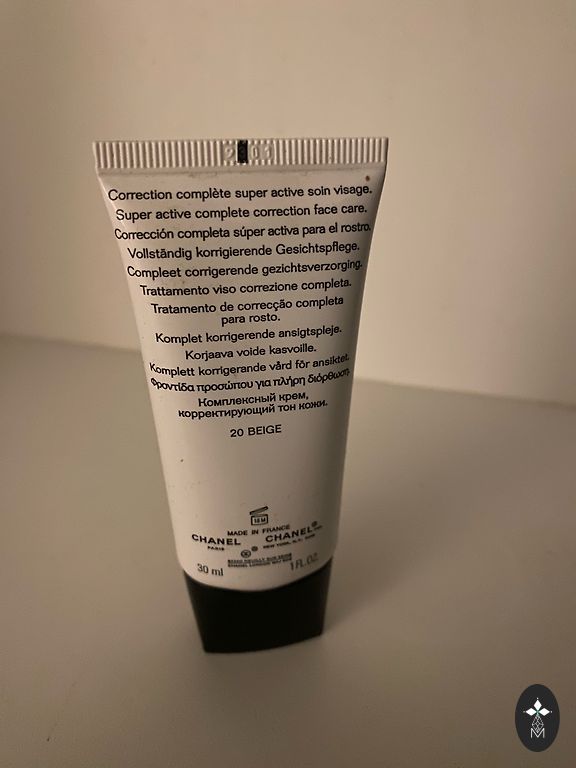 Correction complète super active soin visage.
Super active complete correction face care.
Corrección completa súper activa para el rostro.
Vollständig korrigierende Gesichtspflege.
Compleet corrigerende gezichtsverzorging.
Trattamento viso correzione completa.
Tratamento de correcção completa
para rosto.
Komplet korrigerende ansigtspleje.
Korjaava voide kasvoille.
Komplett korrigerande vård för ansiktet.
Φροντίδα προσώπου για πλήρη διόρθωση.
Комплексный крем,
корректирующий тон кожи.
20 BEIGE
18M
MADE IN FRANCE
CHANEL CHANEL®
PARIS NEW YORK, N.Y.
30 ml 1FL.OZ.
M